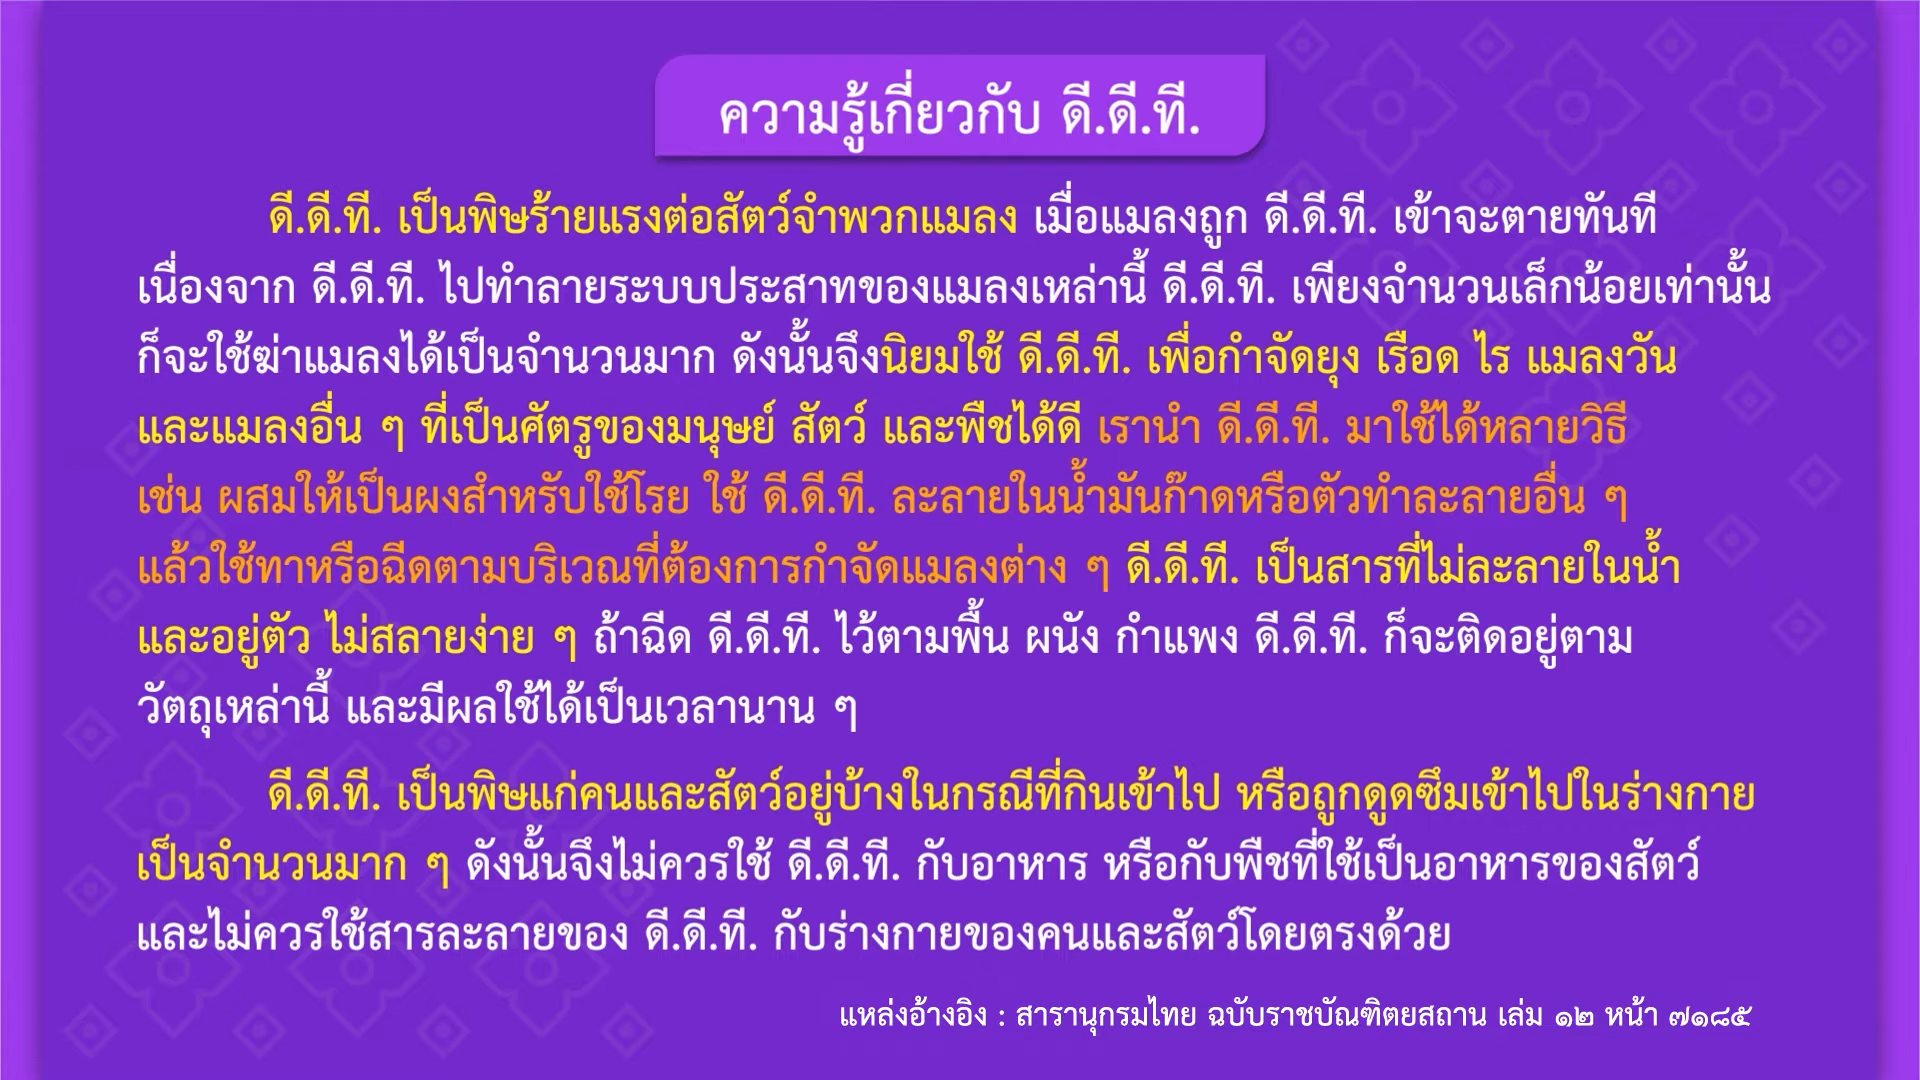 ความรู้เกี่ยวกับ ดี.ดี.ที.
ดี.ดี.ที. เป็นพิษร้ายแรงต่อสัตว์จำพวกแมลง เมื่อแมลงถูก ดี.ดี.ที. เข้าจะตายทันที
เนื่องจาก ดี.ดี.ที. ไปทำลายระบบประสาทของแมลงเหล่านี้ ดี.ดี.ที. เพียงจำนวนเล็กน้อยเท่านั้น
ก็จะใช้ฆ่าแมลงได้เป็นจำนวนมาก ดังนั้นจึงนิยมใช้ ดี.ดี.ที. เพื่อกำจัดยุง เรือด ไร แมลงวัน
และแมลงอื่น ๆ ที่เป็นศัตรูของมนุษย์ สัตว์ และพืชได้ดี เรานำ ดี.ดี.ที. มาใช้ได้หลายวิธี
เช่น ผสมให้เป็นผงสำหรับใช้โรย ใช้ ดี.ดี.ที. ละลายในน้ำมันก๊าดหรือตัวทำละลายอื่น ๆ
แล้วใช้ทาหรือฉีดตามบริเวณที่ต้องการกำจัดแมลงต่าง ๆ ดี.ดี.ที. เป็นสารที่ไม่ละลายในน้ำ
และอยู่ตัว ไม่สลายง่าย ๆ ถ้าฉีด ดี.ดี.ที. ไว้ตามพื้น ผนัง กำแพง ดี.ดี.ที. ก็จะติดอยู่ตาม
วัตถุเหล่านี้ และมีผลใช้ได้เป็นเวลานาน ๆ
ดี.ดี.ที. เป็นพิษแก่คนและสัตว์อยู่บ้างในกรณีที่กินเข้าไป หรือถูกดูดซึมเข้าไปในร่างกาย
เป็นจำนวนมาก ๆ ดังนั้นจึงไม่ควรใช้ ดี.ดี.ที. กับอาหาร หรือกับพืชที่ใช้เป็นอาหารของสัตว์
และไม่ควรใช้สารละลายของ ดี.ดี.ที. กับร่างกายของคนและสัตว์โดยตรงด้วย
แหล่งอ้างอิง : สารานุกรมไทย ฉบับราชบัณฑิตยสถาน เล่ม ๑๒ หน้า ๗๑๘๕